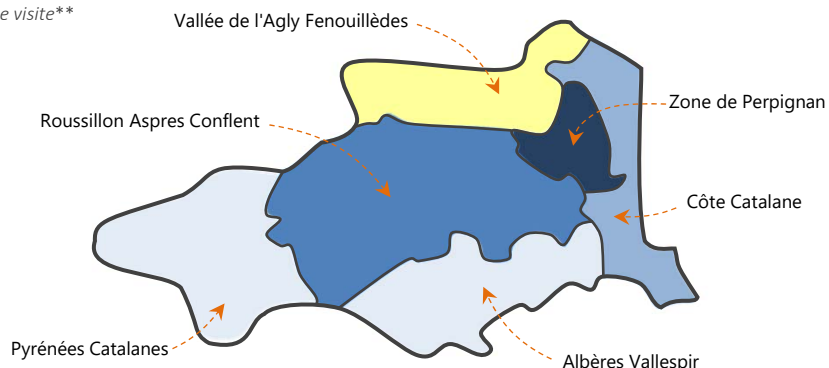 e visite**
Vallée de l'Agly Fenouillèdes
Zone de Perpignan
Roussillon Aspres Conflent
Côte Catalane
Pyrénées Catalanes
Albères Vallespir